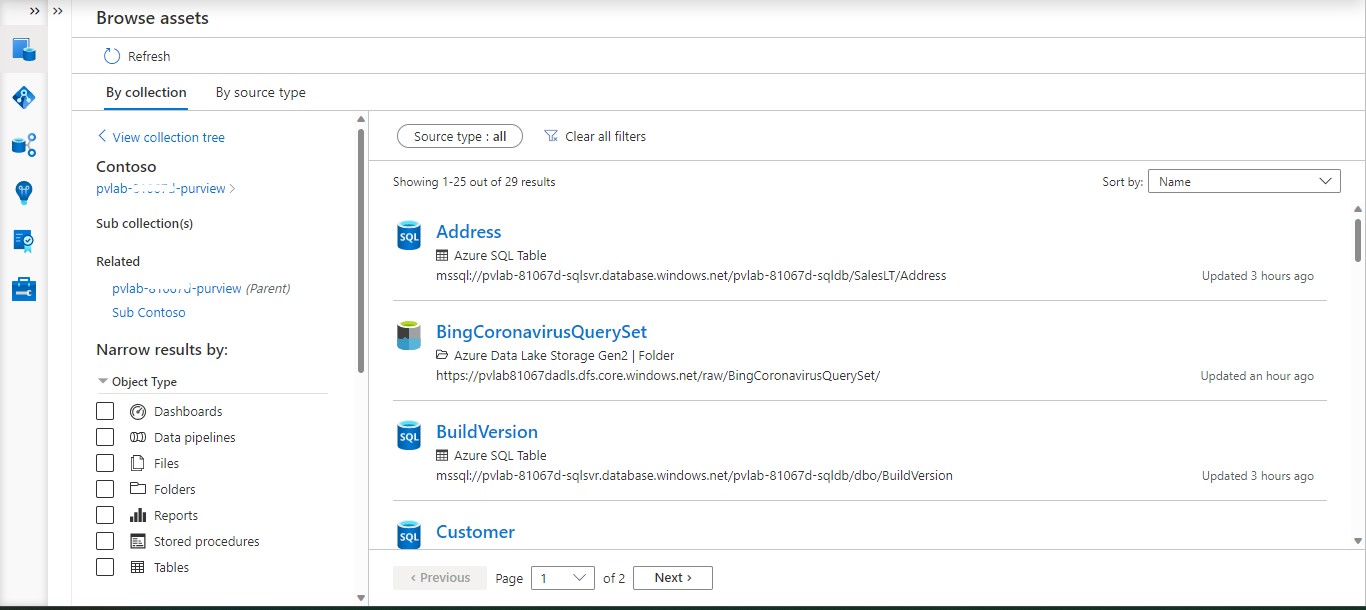 Browse assets
Refresh
By collection By source type
View collection tree
Contoso
-purview
Sub collection(s)
Related
-purview (Parent)
Sub Contoso
Narrow results by:
Object Type
Dashboards
Data pipelines
Files
Folders
Reports
Stored procedures
Tables
Source type : all Clear all filters
Showing 1-25 out of 29 results
Sort by: Name
SQL Address
Azure SQL Table
mssql://pvlab-81067d-sqlsvr.database.windows.net/pvlab-81067d-sqldb/SalesLT/Address Updated 3 hours ago
BingCoronavirusQuerySet
Azure Data Lake Storage Gen2 | Folder
https://pvlab81067dadls.dfs.core.windows.net/raw/BingCoronavirusQuerySet/ Updated an hour ago
SQL BuildVersion
Azure SQL Table
mssql://pvlab-81067d-sqlsvr.database.windows.net/pvlab-81067d-sqldb/dbo/BuildVersion Updated 3 hours ago
SQL Customer
‹ Previous Page 1 of 2 Next ›